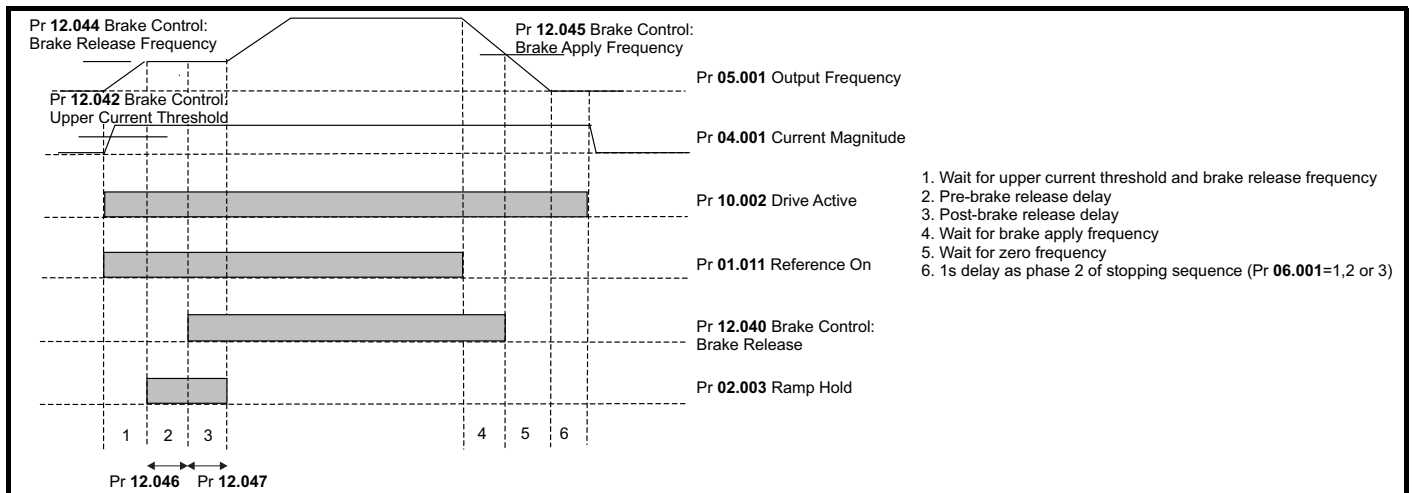 Pr 12.044 Brake Control:
Brake Release Frequency
Pr 12.045 Brake Control:
Brake Apply Frequency
Pr 05.001 Output Frequency
Pr 12.042 Brake Control:
Upper Current Threshold
Pr 04.001 Current Magnitude
Pr 10.002 Drive Active
Pr 01.011 Reference On
Pr 12.040 Brake Control:
Brake Release
Pr 02.003 Ramp Hold
1. Wait for upper current threshold and brake release frequency
2. Pre-brake release delay
3. Post-brake release delay
4. Wait for brake apply frequency
5. Wait for zero frequency
6. 1s delay as phase 2 of stopping sequence (Pr 06.001=1,2 or 3)
1 2 3 4 5 6
Pr 12.046 Pr 12.047